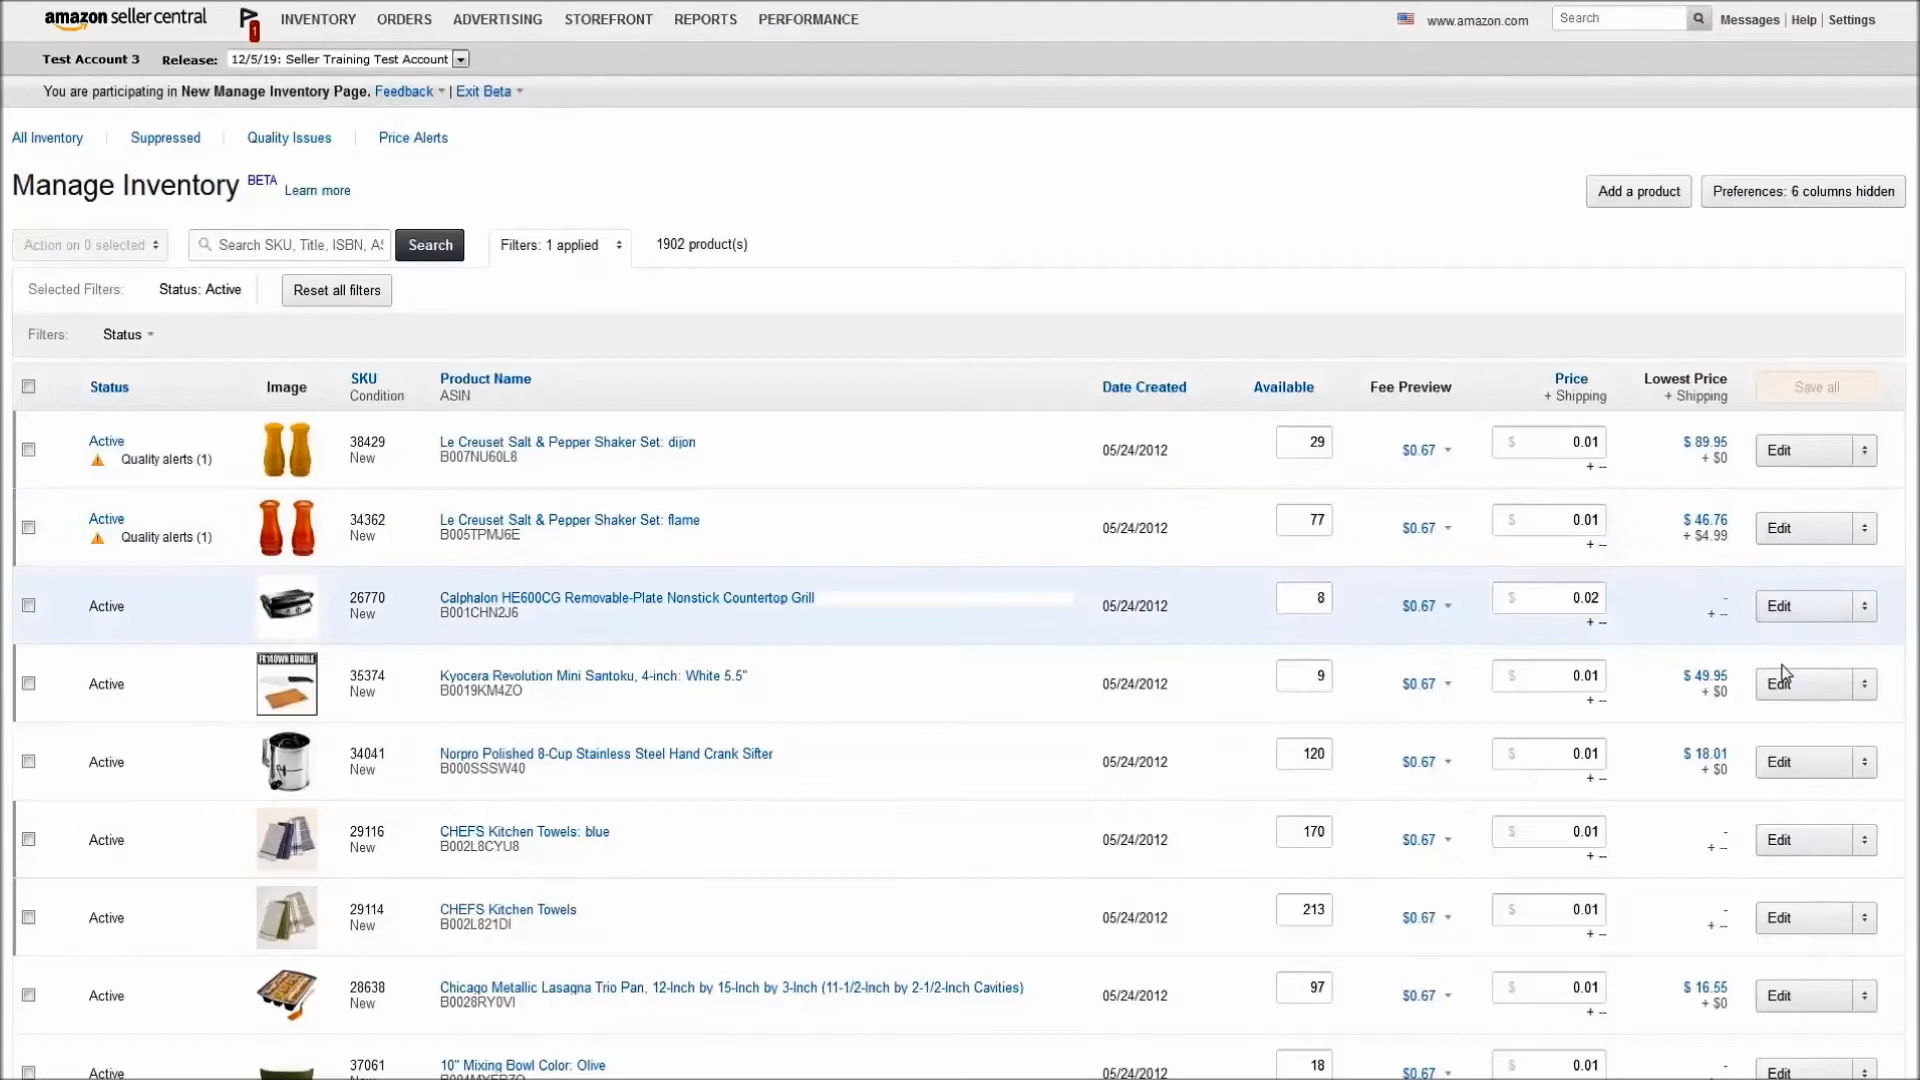 amazon seller central
1
INVENTORY ORDERS ADVERTISING STOREFRONT REPORTS PERFORMANCE
www.amazon.com Search Messages | Help | Settings
Test Account 3 Release: 12/5/19: Seller Training Test Account
You are participating in New Manage Inventory Page. Feedback | Exit Beta
All Inventory Suppressed Quality Issues Price Alerts
Manage Inventory BETA Learn more
Add a product Preferences: 6 columns hidden
Action on 0 selected Search SKU, Title, ISBN, AS Search Filters: 1 applied 1902 product(s)
Selected Filters: Status: Active Reset all filters
Filters: Status
Status Image SKU Product Name Date Created Available Fee Preview Price Lowest Price Save all
Condition ASIN + Shipping + Shipping
Active 38429 Le Creuset Salt & Pepper Shaker Set: dijon 05/24/2012 29 $0.67 $ 0.01 $ 89.95 Edit
Quality alerts (1) New B007NU60L8 + -- + $0
Active 34362 Le Creuset Salt & Pepper Shaker Set: flame 05/24/2012 77 $0.67 $ 0.01 $ 46.76 Edit
Quality alerts (1) New B005TPMJ6E + -- + $4.99
Active 26770 Calphalon HE600CG Removable-Plate Nonstick Countertop Grill 05/24/2012 8 $0.67 $ 0.02 - Edit
New B001CHN2J6 + -- + --
FK140WH BUNDLE
Active 35374 Kyocera Revolution Mini Santoku, 4-inch: White 5.5" 05/24/2012 9 $0.67 $ 0.01 $ 49.95 Edit
New B0019KM4ZO + -- + $0
Active 34041 Norpro Polished 8-Cup Stainless Steel Hand Crank Sifter 05/24/2012 120 $0.67 $ 0.01 $ 18.01 Edit
New B000SSSW40 + -- + $0
Active 29116 CHEFS Kitchen Towels: blue 05/24/2012 170 $0.67 $ 0.01 - Edit
New B002L8CYU8 + -- + --
Active 29114 CHEFS Kitchen Towels 05/24/2012 213 $0.67 $ 0.01 - Edit
New B002L821DI + -- + --
Active 28638 Chicago Metallic Lasagna Trio Pan, 12-Inch by 15-Inch by 3-Inch (11-1/2-Inch by 2-1/2-Inch Cavities) 05/24/2012 97 $0.67 $ 0.01 $ 16.55 Edit
New B0028RY0VI + -- + $0
Active 37061 10" Mixing Bowl Color: Olive 05/24/2012 18 $0.67 $ 0.01 Edit